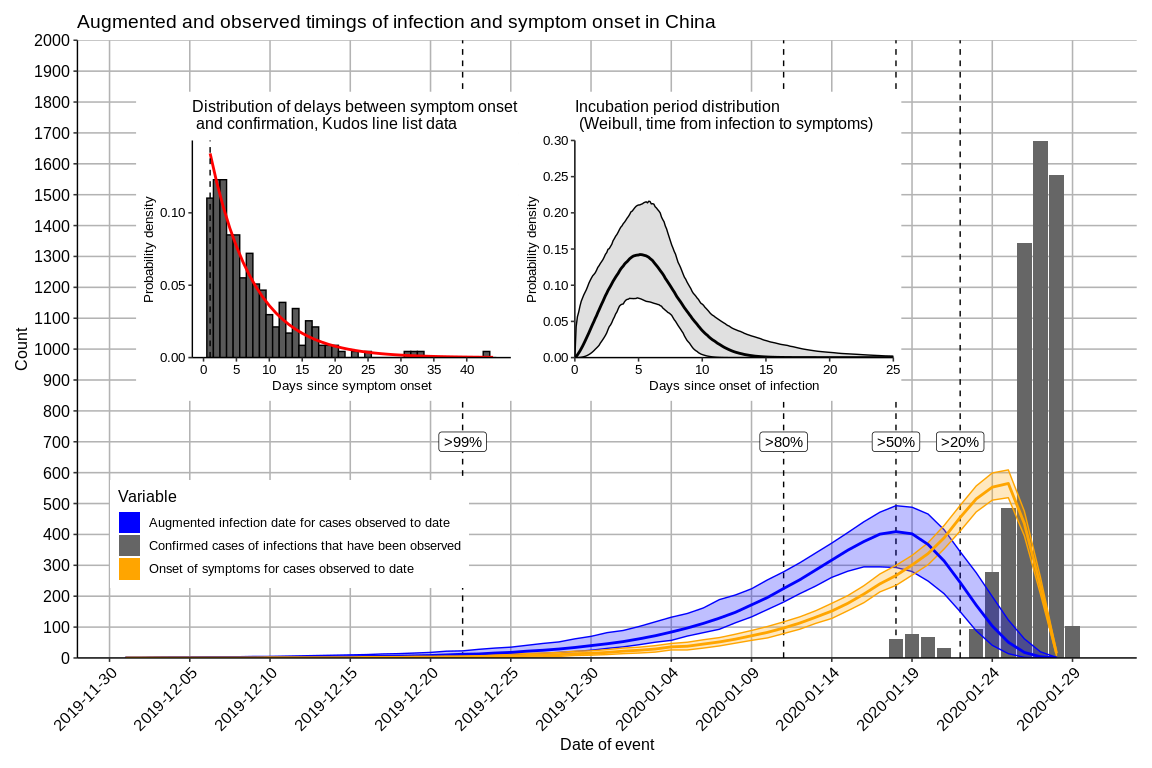 Augmented and observed timings of infection and symptom onset in China
Count
2000
1900
1800
1700
1600
1500
1400
1300
1200
1100
1000
900
800
700
600
500
400
300
200
100
0
Distribution of delays between symptom onset
and confirmation, Kudos line list data
Probability density
0.10
0.05
0.00
0 5 10 15 20 25 30 35 40
Days since symptom onset
Incubation period distribution
(Weibull, time from infection to symptoms)
Probability density
0.30
0.25
0.20
0.15
0.10
0.05
0.00
0 5 10 15 20 25
Days since onset of infection
>99% >80% >50% >20%
Variable
Augmented infection date for cases observed to date
Confirmed cases of infections that have been observed
Onset of symptoms for cases observed to date
2019-11-30 2019-12-05 2019-12-10 2019-12-15 2019-12-20 2019-12-25 2019-12-30 2020-01-04 2020-01-09 2020-01-14 2020-01-19 2020-01-24 2020-01-29
Date of event